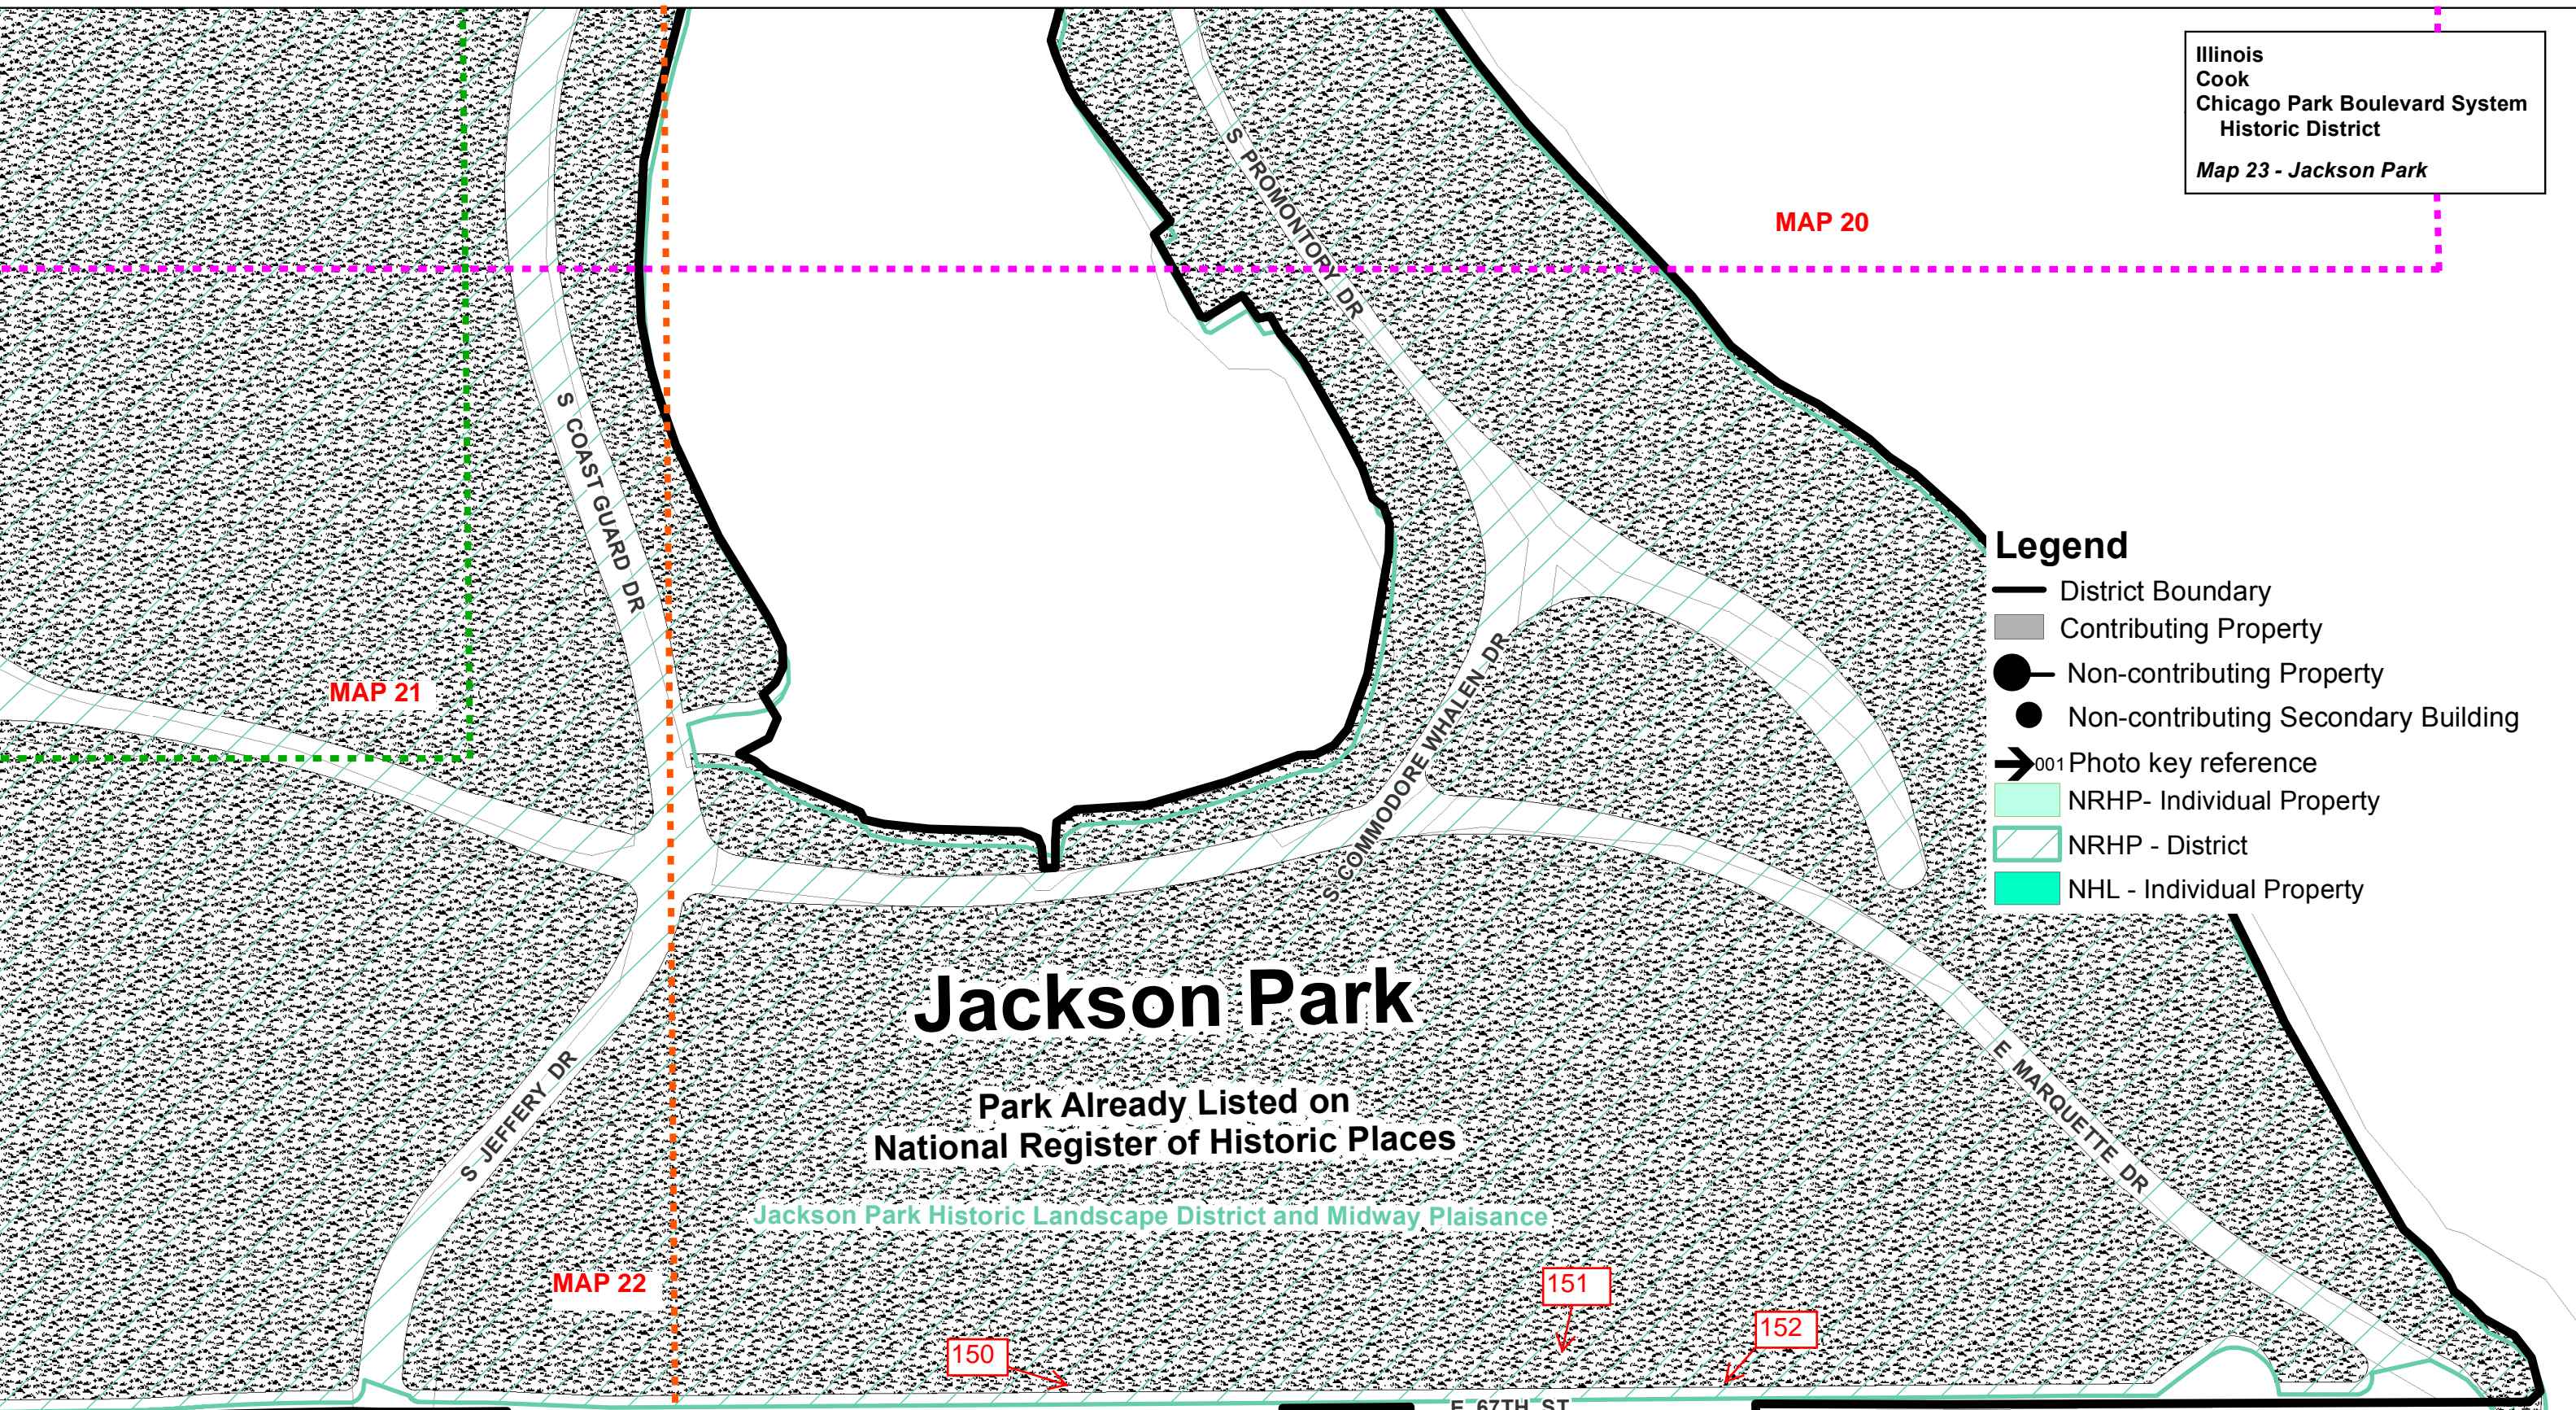 Illinois
Cook
Chicago Park Boulevard System
Historic District
Map 23 - Jackson Park
MAP 20
S PROMONTORY DR
S COAST GUARD DR
MAP 21
Legend
District Boundary
Contributing Property
Non-contributing Property
Non-contributing Secondary Building
001 Photo key reference
NRHP- Individual Property
NRHP - District
NHL - Individual Property
S COMMODORE WHALEN DR
Jackson Park
Park Already Listed on
National Register of Historic Places
Jackson Park Historic Landscape District and Midway Plaisance
S JEFFERY DR
E MARQUETTE DR
MAP 22
151
152
150
E 67TH ST